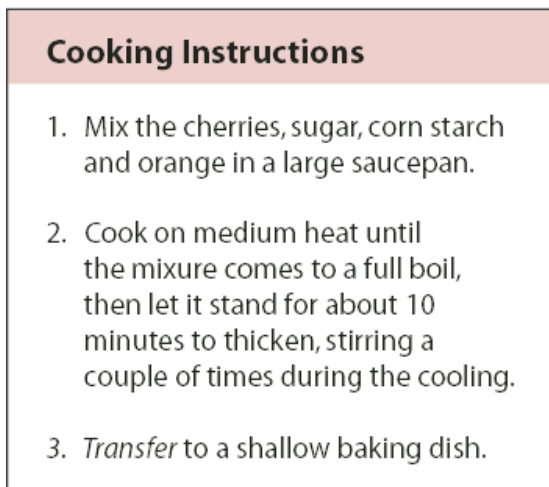 Cooking Instructions
1. Mix the cherries, sugar, corn starch
and orange in a large saucepan.
2. Cook on medium heat until
the mixure comes to a full boil,
then let it stand for about 10
minutes to thicken, stirring a
couple of times during the cooling.
3. Transfer to a shallow baking dish.